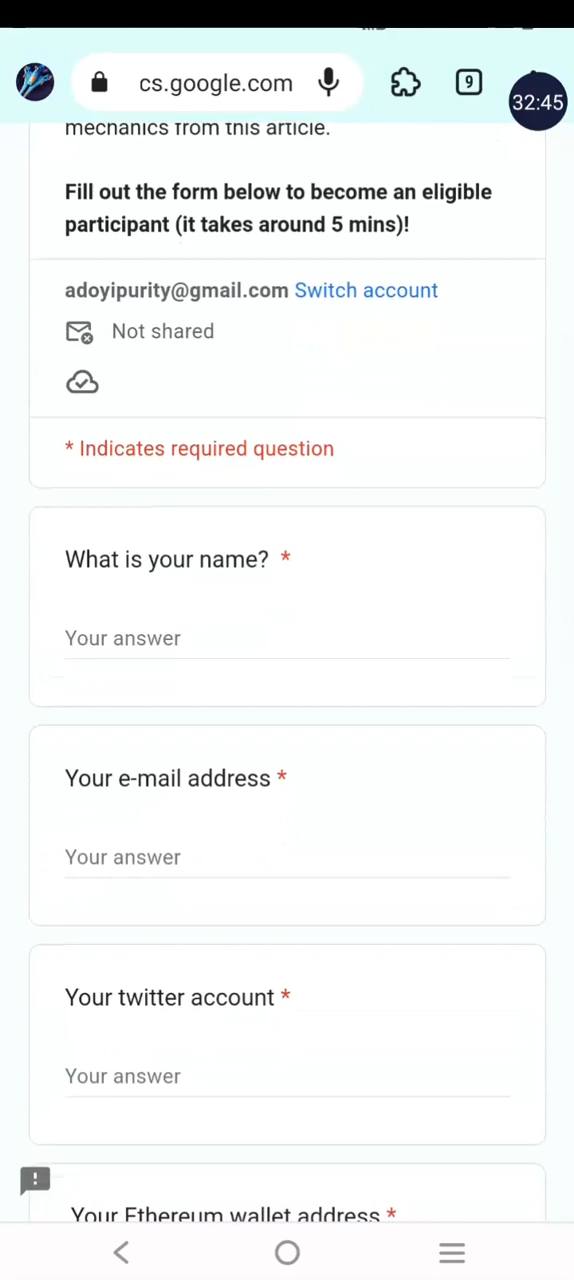 cs.google.com
9
32:45
mechanics from this article.
Fill out the form below to become an eligible
participant (it takes around 5 mins)!
adoyipurity@gmail.com Switch account
Not shared
* Indicates required question
What is your name? *
Your answer
Your e-mail address *
Your answer
Your twitter account *
Your answer
Your Ethereum wallet address *